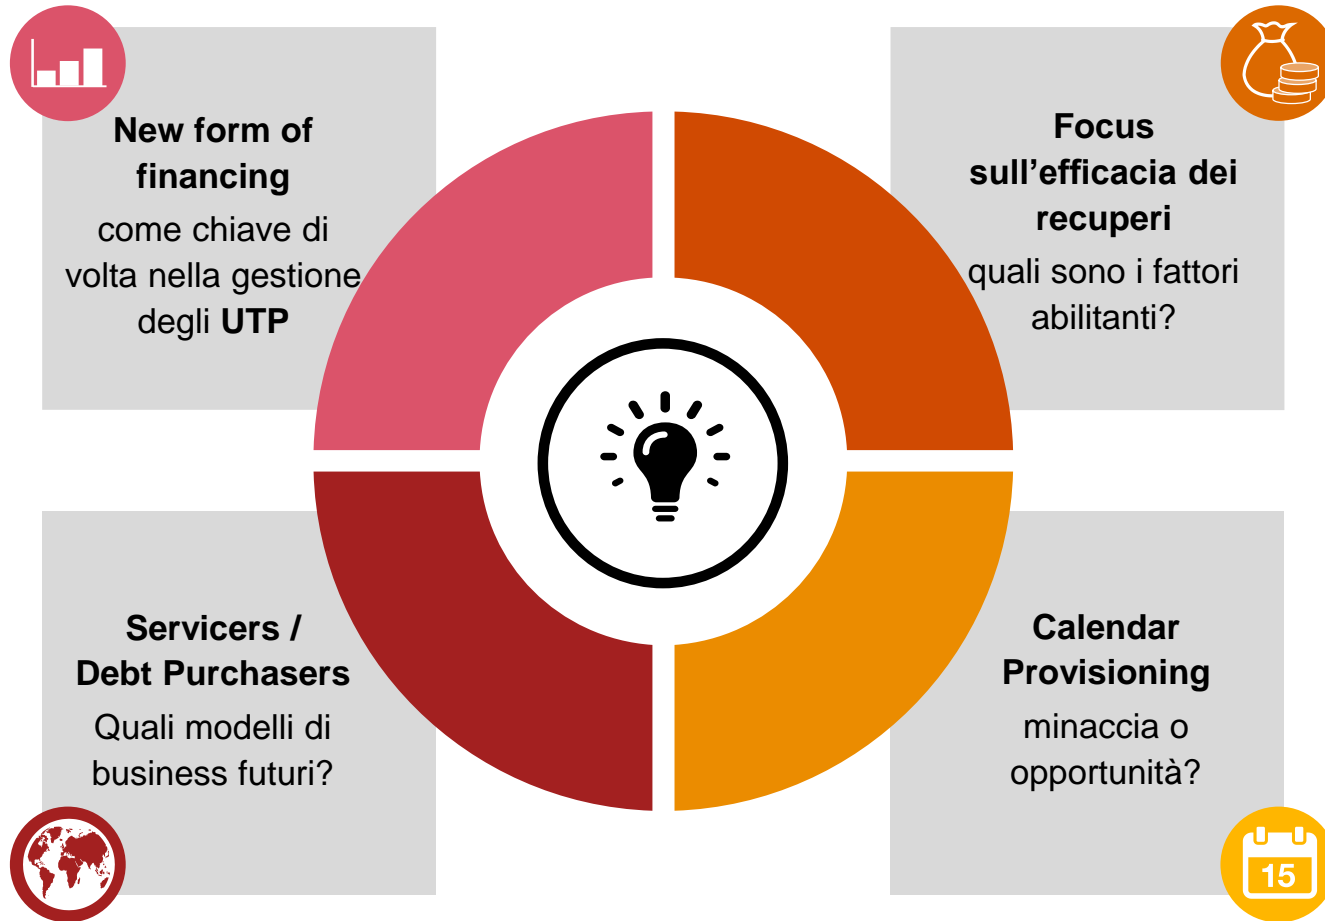 New form of
financing
come chiave di
volta nella gestione
degli UTP
Focus
sull’efficacia dei
recuperi
quali sono i fattori
abilitanti?
Servicers /
Debt Purchasers
Quali modelli di
business futuri?
Calendar
Provisioning
minaccia o
opportunità?
15